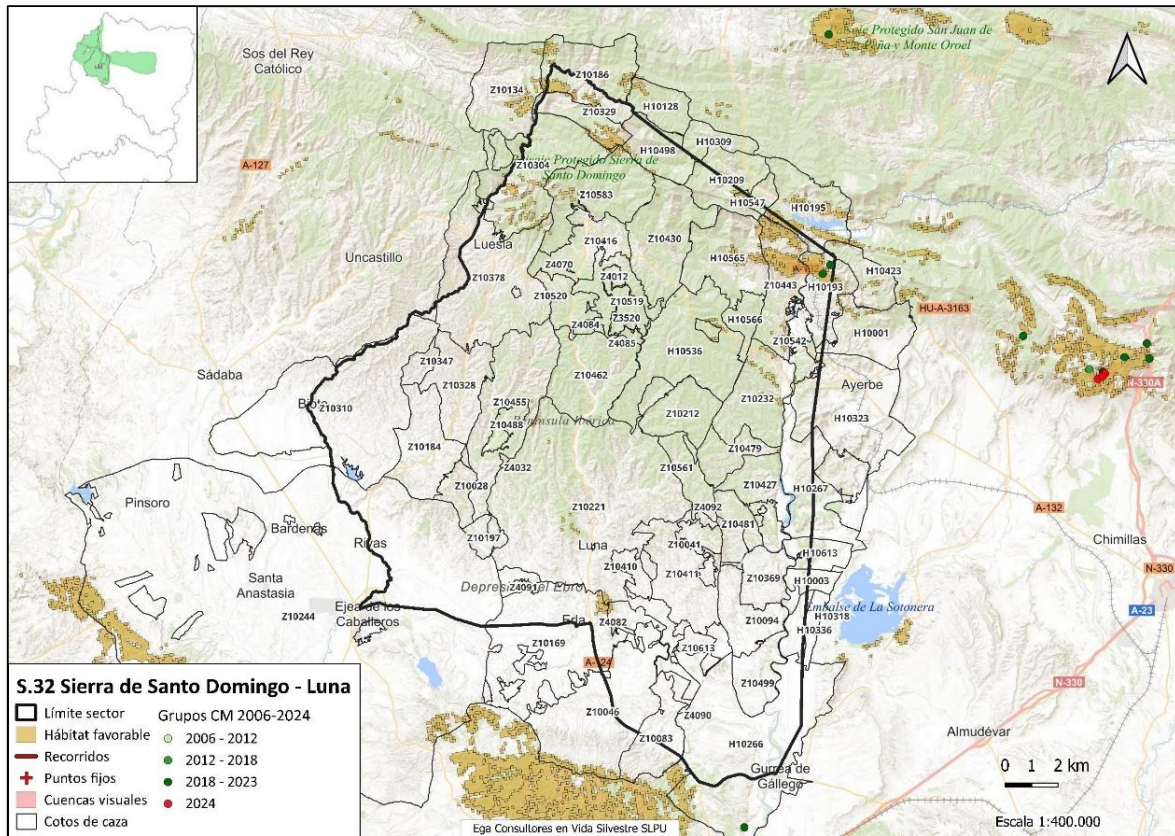 Sos del Rey
Católico
Paisaje Protegido San Juan de
la Peña y Monte Oroel
Z10186
Z10134
Z10329
H10128
H10309
H10498
A-127
Z10304
Paisaje Protegido Sierra de
Santo Domingo
H10209
Z10583
H10547
H10195
Luesia
Z10416
Z10430
Uncastillo
H10565
Z4070
Z4012
H10423
Z10378
Z10443
H10193
Z10520
Z10519
Z3520
H10566
HU-A-3163
Z4084
Z4085
H10001
Z10542
H10536
Z10347
Sádaba
Z10328
Z10462
Ayerbe
N-330A
Z10310
Z10455
Z10212
Z10232
Península Ibérica
Z10488
H10323
Z10184
Z10479
Z4032
Z10561
Z10028
Z10427
H10267
Pinsoro
Z10221
Z4092
A-132
Bardenas
Z10481
Chimillas
Rivas
Z10197
Luna
Z10041
H10613
Santa
Anastasia
Z10410
Z10411
N-330
Z4091
Depresión del Ebro
Z10369
H10003
A-23
Z10244
Ejea de los
Caballeros
Erla
Z4082
Z10094
H10318
Embalse de La Sotonera
H10336
Z10169
Z10613
A-124
Z10499
N-330
Z10046
Z4090
Almudévar
Z10083
H10266
Gurrea de
Gállego
S.32 Sierra de Santo Domingo - Luna
Límite sector
Hábitat favorable
Recorridos
Puntos fijos
Cuencas visuales
Cotos de caza
Grupos CM 2006-2024
2006 - 2012
2012 - 2018
2018 - 2023
2024
0 1 2 km
Ega Consultores en Vida Silvestre SLPU
Escala 1:400.000